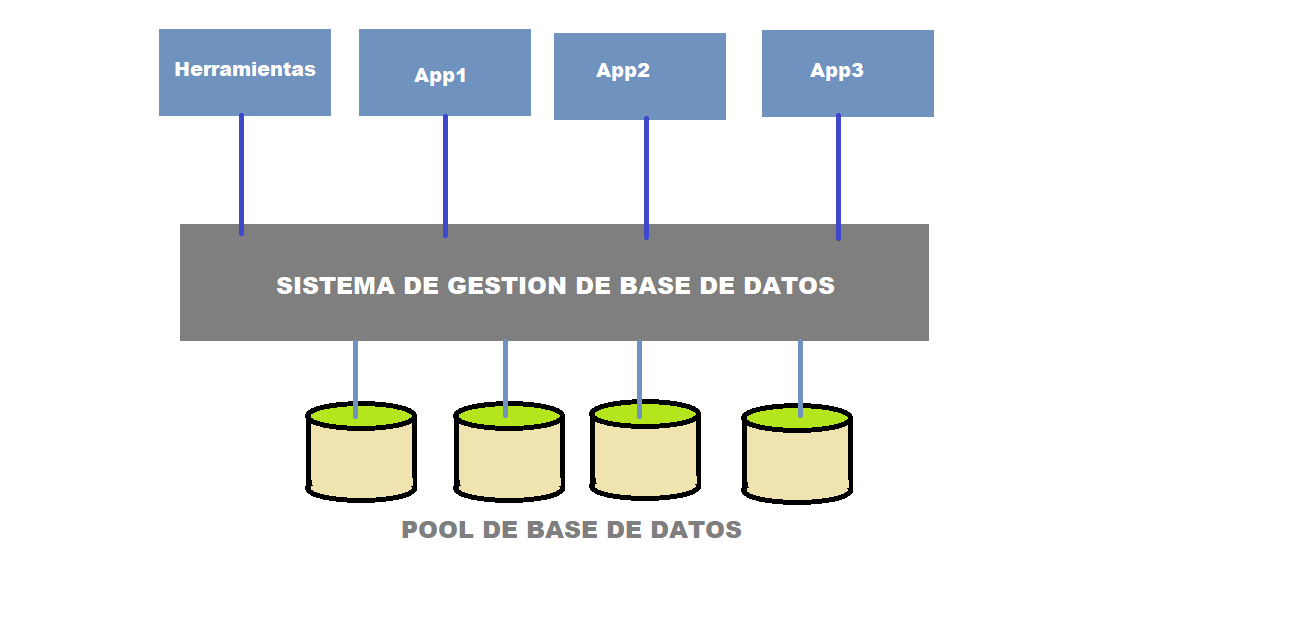 Herramientas
App1
App2
App3
SISTEMA DE GESTION DE BASE DE DATOS
POOL DE BASE DE DATOS